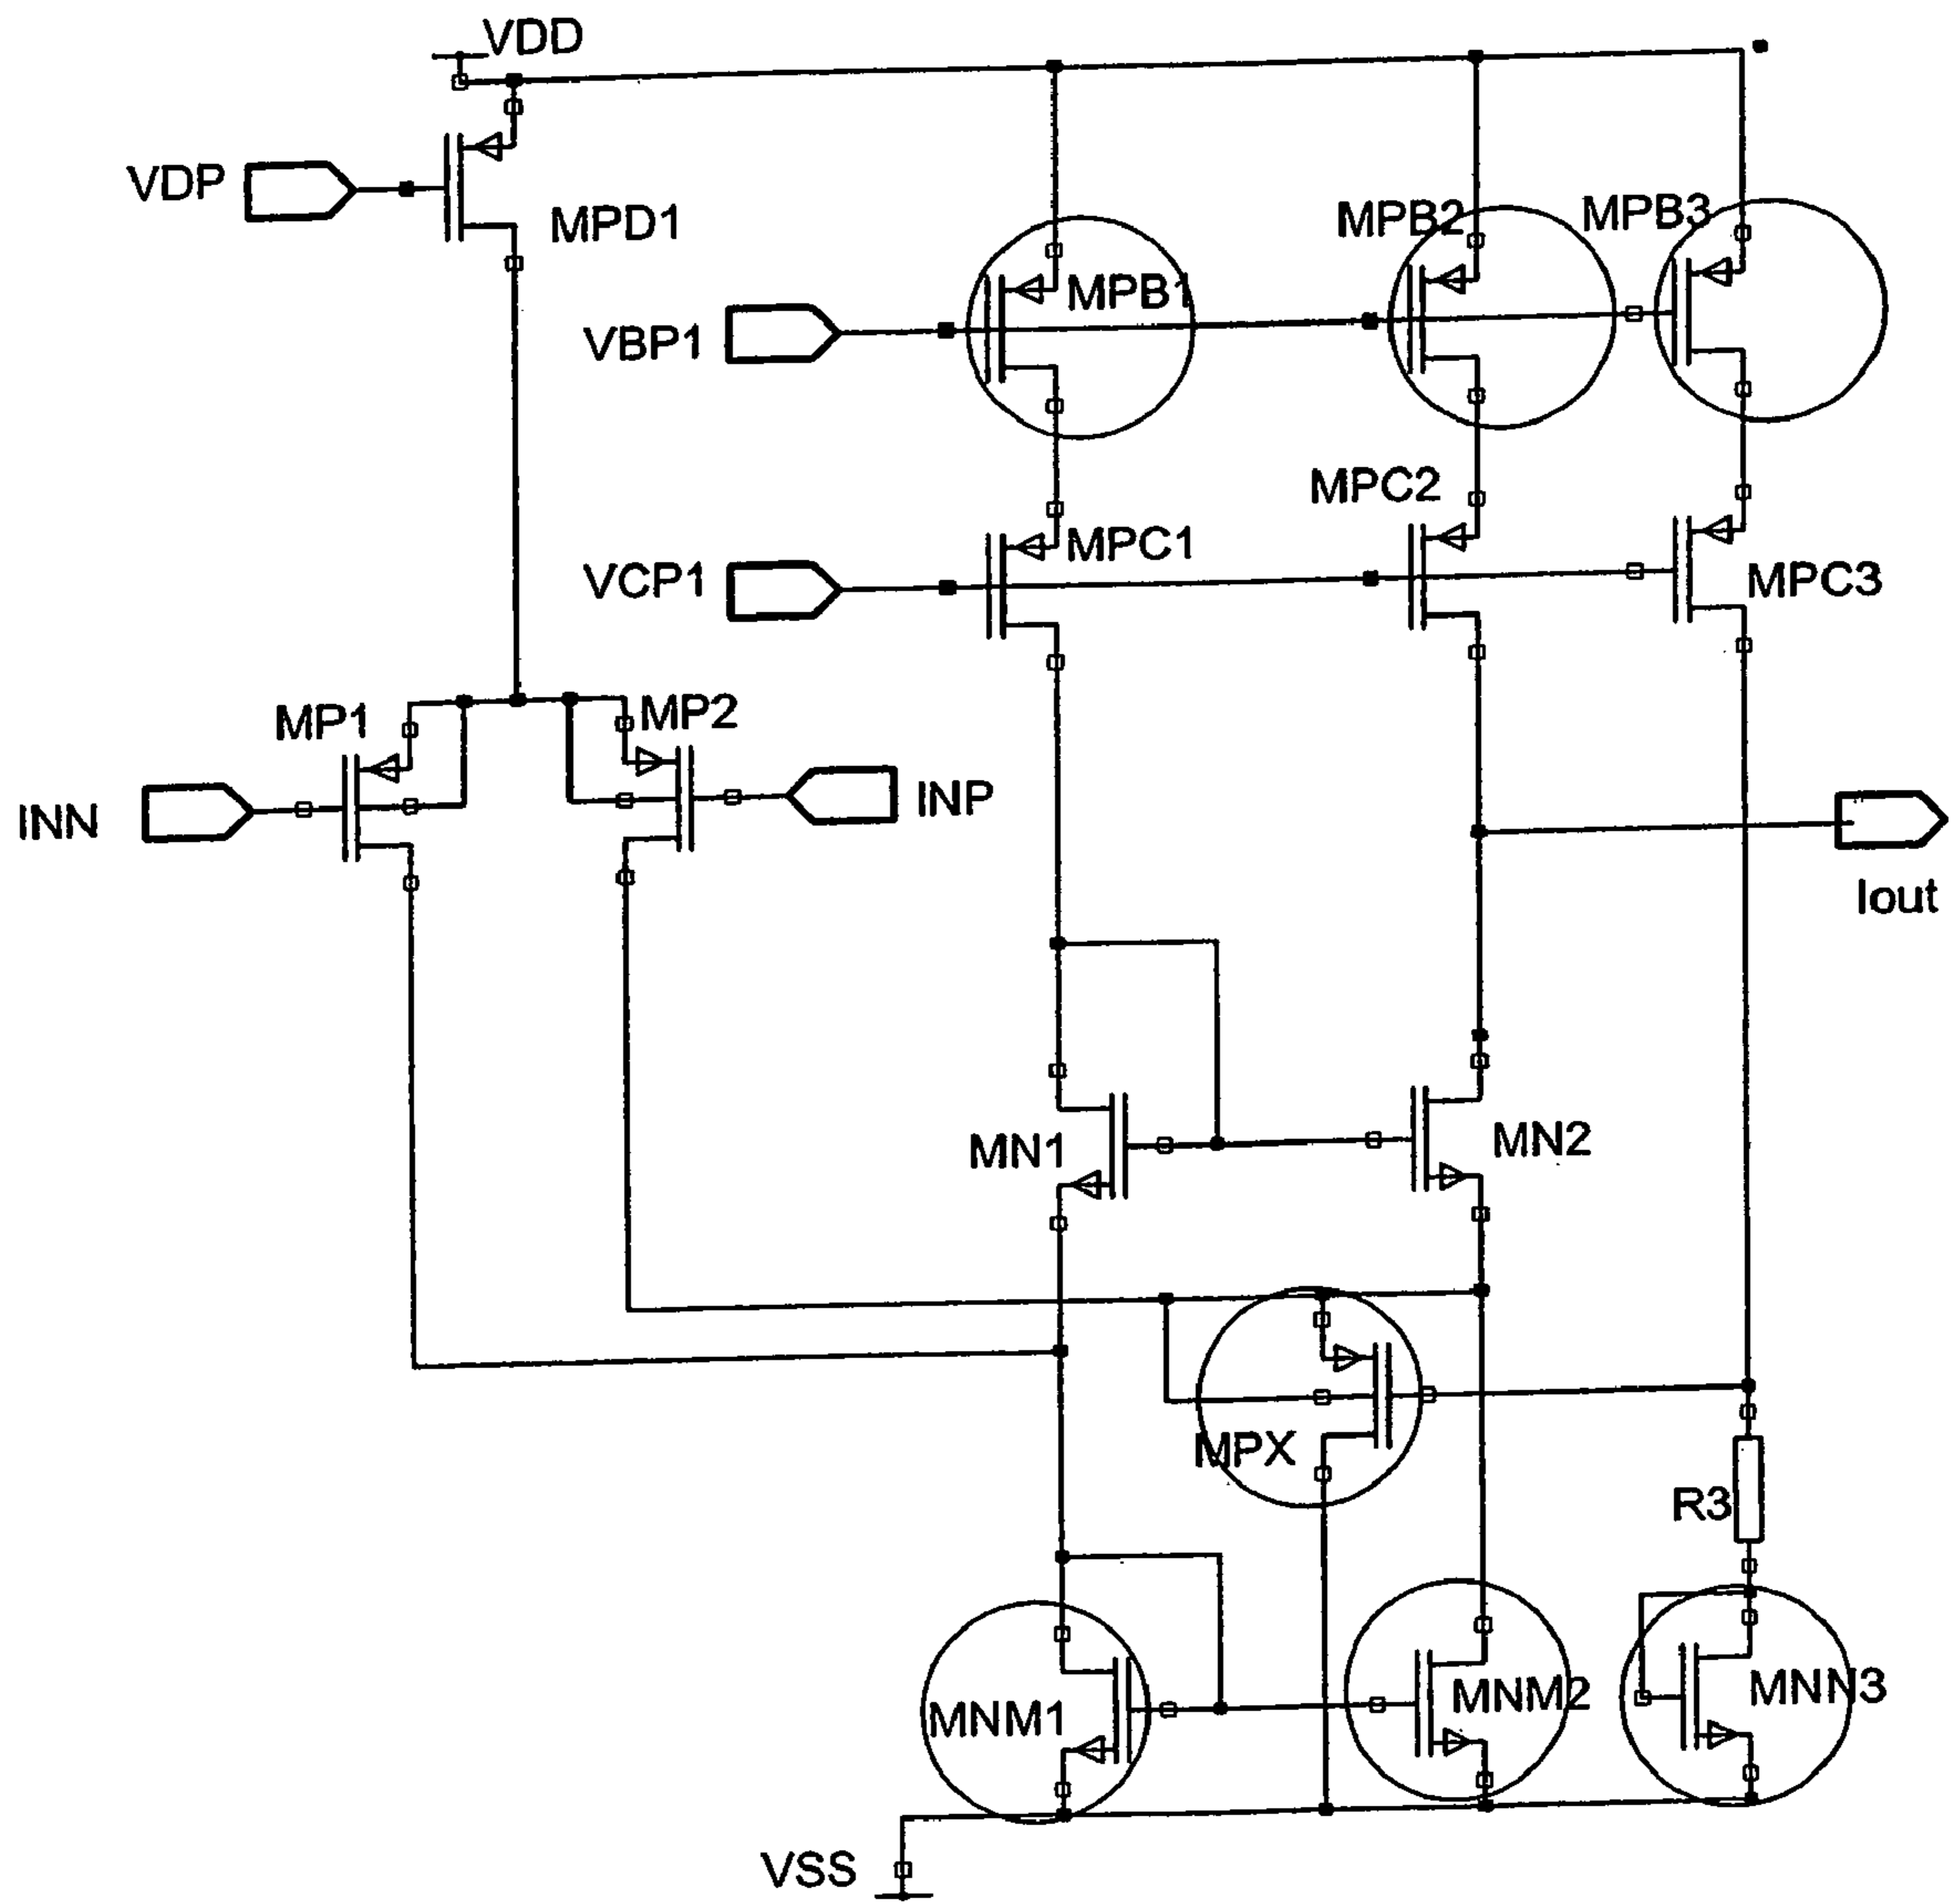 VDD
VDP
MPD1
MPB2
MPB3
MPB1
VBP1
MPC2
MPC1
VCP1
MPC3
MP1
MP2
INN
INP
Iout
MN1
MN2
MPX
R3
MNM1
MNM2
MNN3
VSS